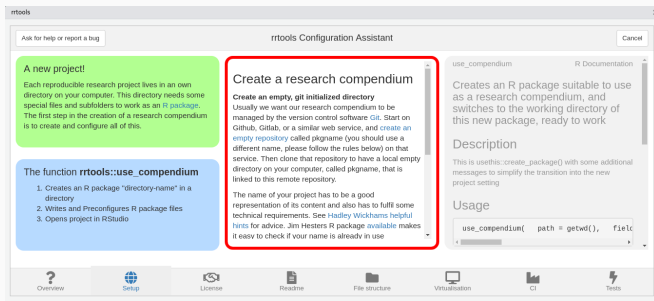 rrtools
Ask for help or report a bug
rrtools Configuration Assistant
Cancel
A new project!
Each reproducible research project lives in an own
directory on your computer. This directory needs some
special files and subfolders to work as an R package.
The first step in the creation of a research compendium
is to create and configure all of this.
The function rrtools::use_compendium
1. Creates an R package "directory-name" in a
directory
2. Writes and Preconfigures R package files
3. Opens project in RStudio
Create a research compendium
Create an empty, git initialized directory
Usually we want our research compendium to be
managed by the version control software Git. Start on
Github, Gitlab, or a similar web service, and create an
empty repository called pkgname (you should use a
different name, please follow the rules below) on that
service. Then clone that repository to have a local empty
directory on your computer, called pkgname, that is
linked to this remote repository.
The name of your project has to be a good
representation of its content and also has to fulfil some
technical requirements. See Hadley Wickhams helpful
hints for advice. Jim Hesters R package available makes
it easy to check if your name is already in use
use_compendium
R Documentation
Creates an R package suitable to use
as a research compendium, and
switches to the working directory of
this new package, ready to work
Description
This is usethis::create_package() with some additional
messages to simplify the transition into the new
project setting
Usage
use_compendium( path = getwd(), field
Overview
Setup
License
Readme
File structure
Virtualisation
CI
Tests